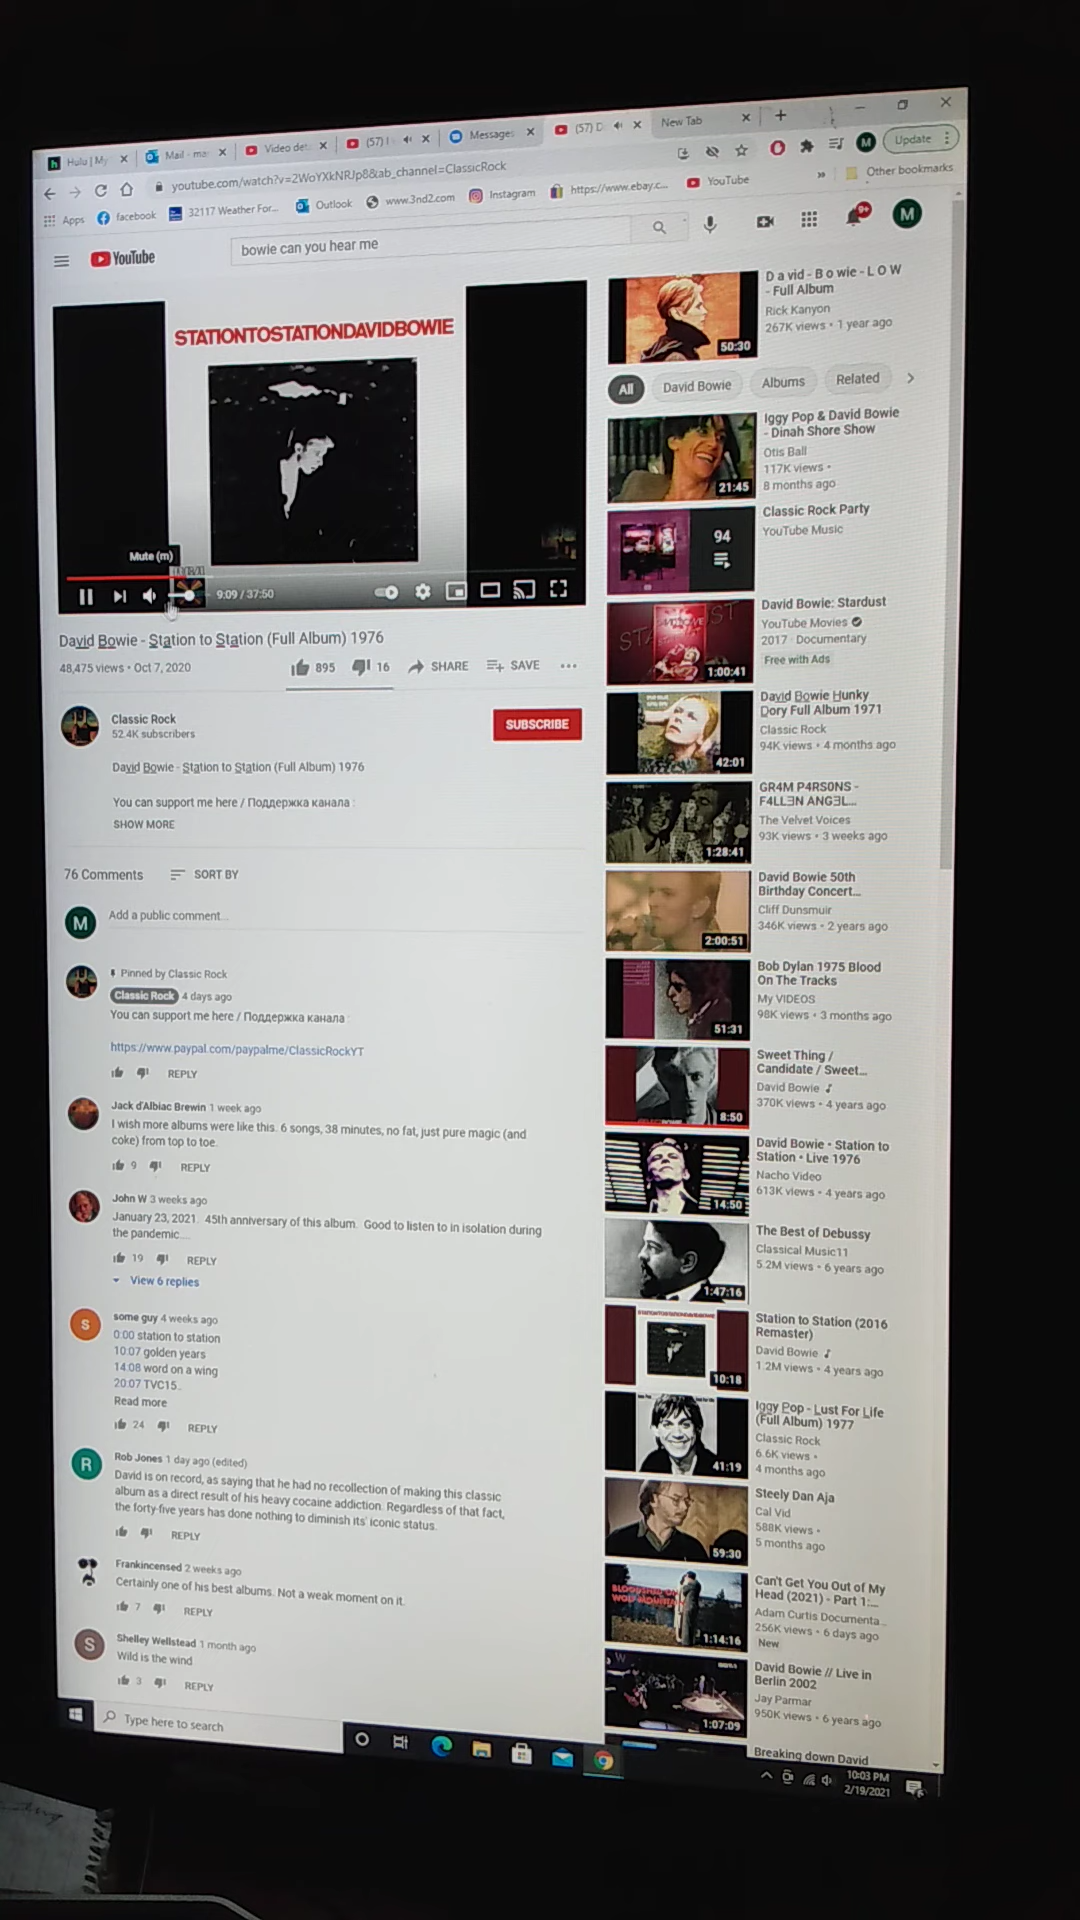 Hulu | My
Mail - ma
Video det
(57)
Messages
(57) D
New Tab
youtube.com/watch?v=2WoYXkNRJp8&ab_channel=ClassicRock
M
Update
Apps
facebook
32117 Weather For...
Outlook
www.3nd2.com
Instagram
https://www.ebay.c...
YouTube
»
Other bookmarks
YouTube
bowie can you hear me
9+
M
STATIONTOSTATIONDAVIDBOWIE
Mute (m)
9:09 / 37:50
David Bowie - Station to Station (Full Album) 1976
48,475 views • Oct 7, 2020
895
16
SHARE
SAVE
Classic Rock
52.4K subscribers
SUBSCRIBE
David Bowie - Station to Station (Full Album) 1976
You can support me here / Поддержка канала :
SHOW MORE
76 Comments
SORT BY
M
Add a public comment...
Pinned by Classic Rock
Classic Rock 4 days ago
You can support me here / Поддержка канала :
https://www.paypal.com/paypalme/ClassicRockYT
REPLY
Jack d'Albiac Brewin 1 week ago
I wish more albums were like this. 6 songs, 38 minutes, no fat, just pure magic (and
coke) from top to toe.
9
REPLY
John W 3 weeks ago
January 23, 2021. 45th anniversary of this album. Good to listen to in isolation during
the pandemic...
19
REPLY
View 6 replies
s
some guy 4 weeks ago
0:00 station to station
10:07 golden years
14:08 word on a wing
20:07 TVC15..
Read more
24
REPLY
R
Rob Jones 1 day ago (edited)
David is on record, as saying that he had no recollection of making this classic
album as a direct result of his heavy cocaine addiction. Regardless of that fact,
the forty-five years has done nothing to diminish its' iconic status.
REPLY
Frankincensed 2 weeks ago
Certainly one of his best albums. Not a weak moment on it.
7
REPLY
S
Shelley Wellstead 1 month ago
Wild is the wind
3
REPLY
D a vid - B o wie - L O W
- Full Album
Rick Kanyon
267K views • 1 year ago
50:30
All
David Bowie
Albums
Related
Iggy Pop & David Bowie
- Dinah Shore Show
Otis Ball
117K views •
8 months ago
21:45
Classic Rock Party
YouTube Music
94
David Bowie: Stardust
YouTube Movies
2017 · Documentary
Free with Ads
1:00:41
David Bowie Hunky
Dory Full Album 1971
Classic Rock
94K views • 4 months ago
42:01
GR4M P4RS0NS -
F4LLƎN ANG3L...
The Velvet Voices
93K views • 3 weeks ago
1:28:41
David Bowie 50th
Birthday Concert...
Cliff Dunsmuir
346K views • 2 years ago
2:00:51
Bob Dylan 1975 Blood
On The Tracks
My VIDEOS
98K views • 3 months ago
51:31
Sweet Thing /
Candidate / Sweet...
David Bowie ♪
370K views • 4 years ago
8:50
David Bowie • Station to
Station • Live 1976
Nacho Video
613K views • 4 years ago
14:50
The Best of Debussy
Classical Music11
5.2M views • 6 years ago
1:47:16
Station to Station (2016
Remaster)
David Bowie ♪
1.2M views • 4 years ago
STATIONTOSTATIONDAVIDBOWIE
10:18
Iggy Pop - Lust For Life
(Full Album) 1977
Classic Rock
6.6K views •
4 months ago
41:19
Steely Dan Aja
Cal Vid
588K views •
5 months ago
59:30
Can't Get You Out of My
Head (2021) - Part 1:...
Adam Curtis Documenta...
256K views • 6 days ago
New
BLOODSHED ON
WOLF MOUNTAIN
1:14:16
David Bowie // Live in
Berlin 2002
Jay Parmar
950K views • 6 years ago
1:07:09
Breaking down David
Type here to search
10:03 PM
2/19/2021